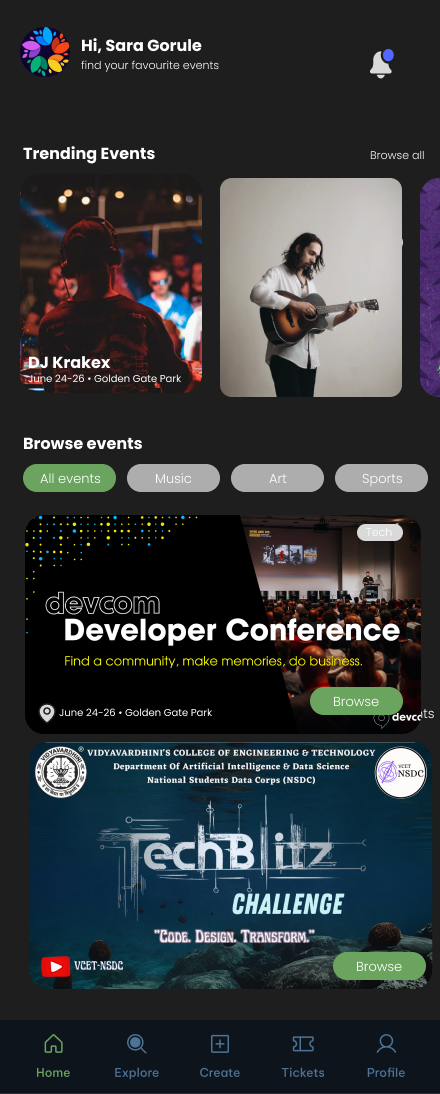 Hi, Sara Gorule
find your favourite events
Trending Events
Browse all
DJ Krakex
June 24-26 • Golden Gate Park
Browse events
All events
Music
Art
Sports
Tech
devcom
Developer Conference
Find a community, make memories, do business.
June 24-26 • Golden Gate Park
Browse
devco
ts
VIDYAVARDHINI'S COLLEGE OF ENGINEERING & TECHNOLOGY
Department Of Artificial Intelligence & Data Science
National Students Data Corps (NSDC)
VCET
NSDC
TechBlitz
CHALLENGE
"CODE. DESIGN. TRANSFORM."
VCET-NSDC
Browse
Home
Explore
Create
Tickets
Profile